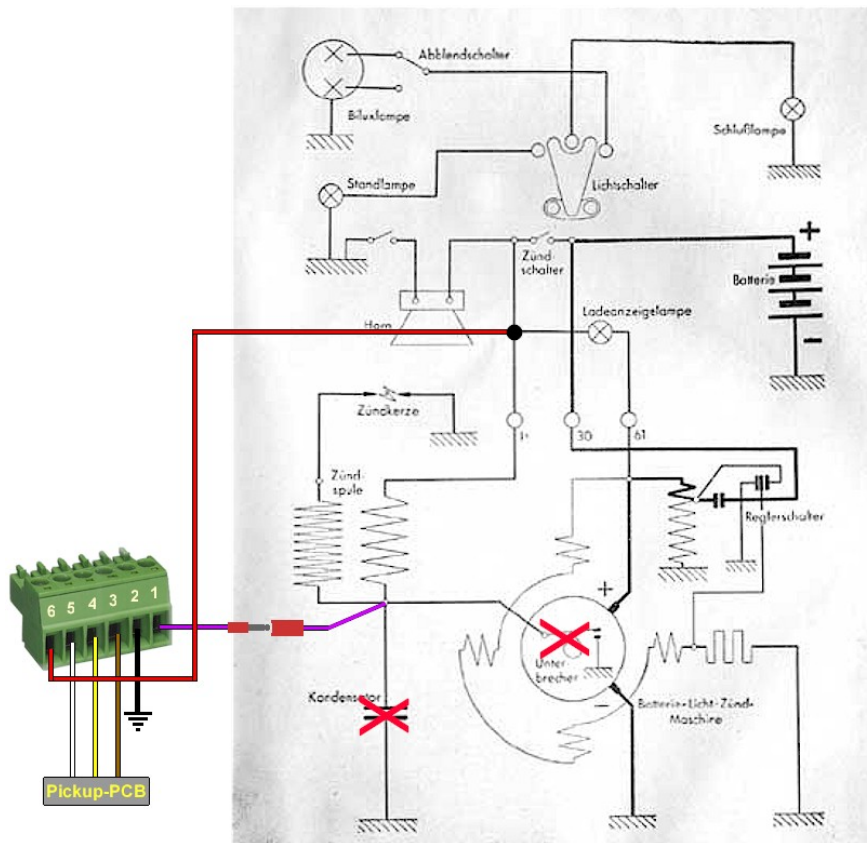 Abblendschalter
Biluxlampe
Schlußlampe
Standlampe
Lichtschalter
+
Zünd-
schalter
Batterie
Horn
Ladeanzeigelampe
-
Zündkerze
30
61
Zünd-
spule
Reglerschalter
+
6 5 4 3 2 1
Unter-
brecher
Kondensator
-
Batterie-Licht-Zünd-
Maschine
Pickup-PCB